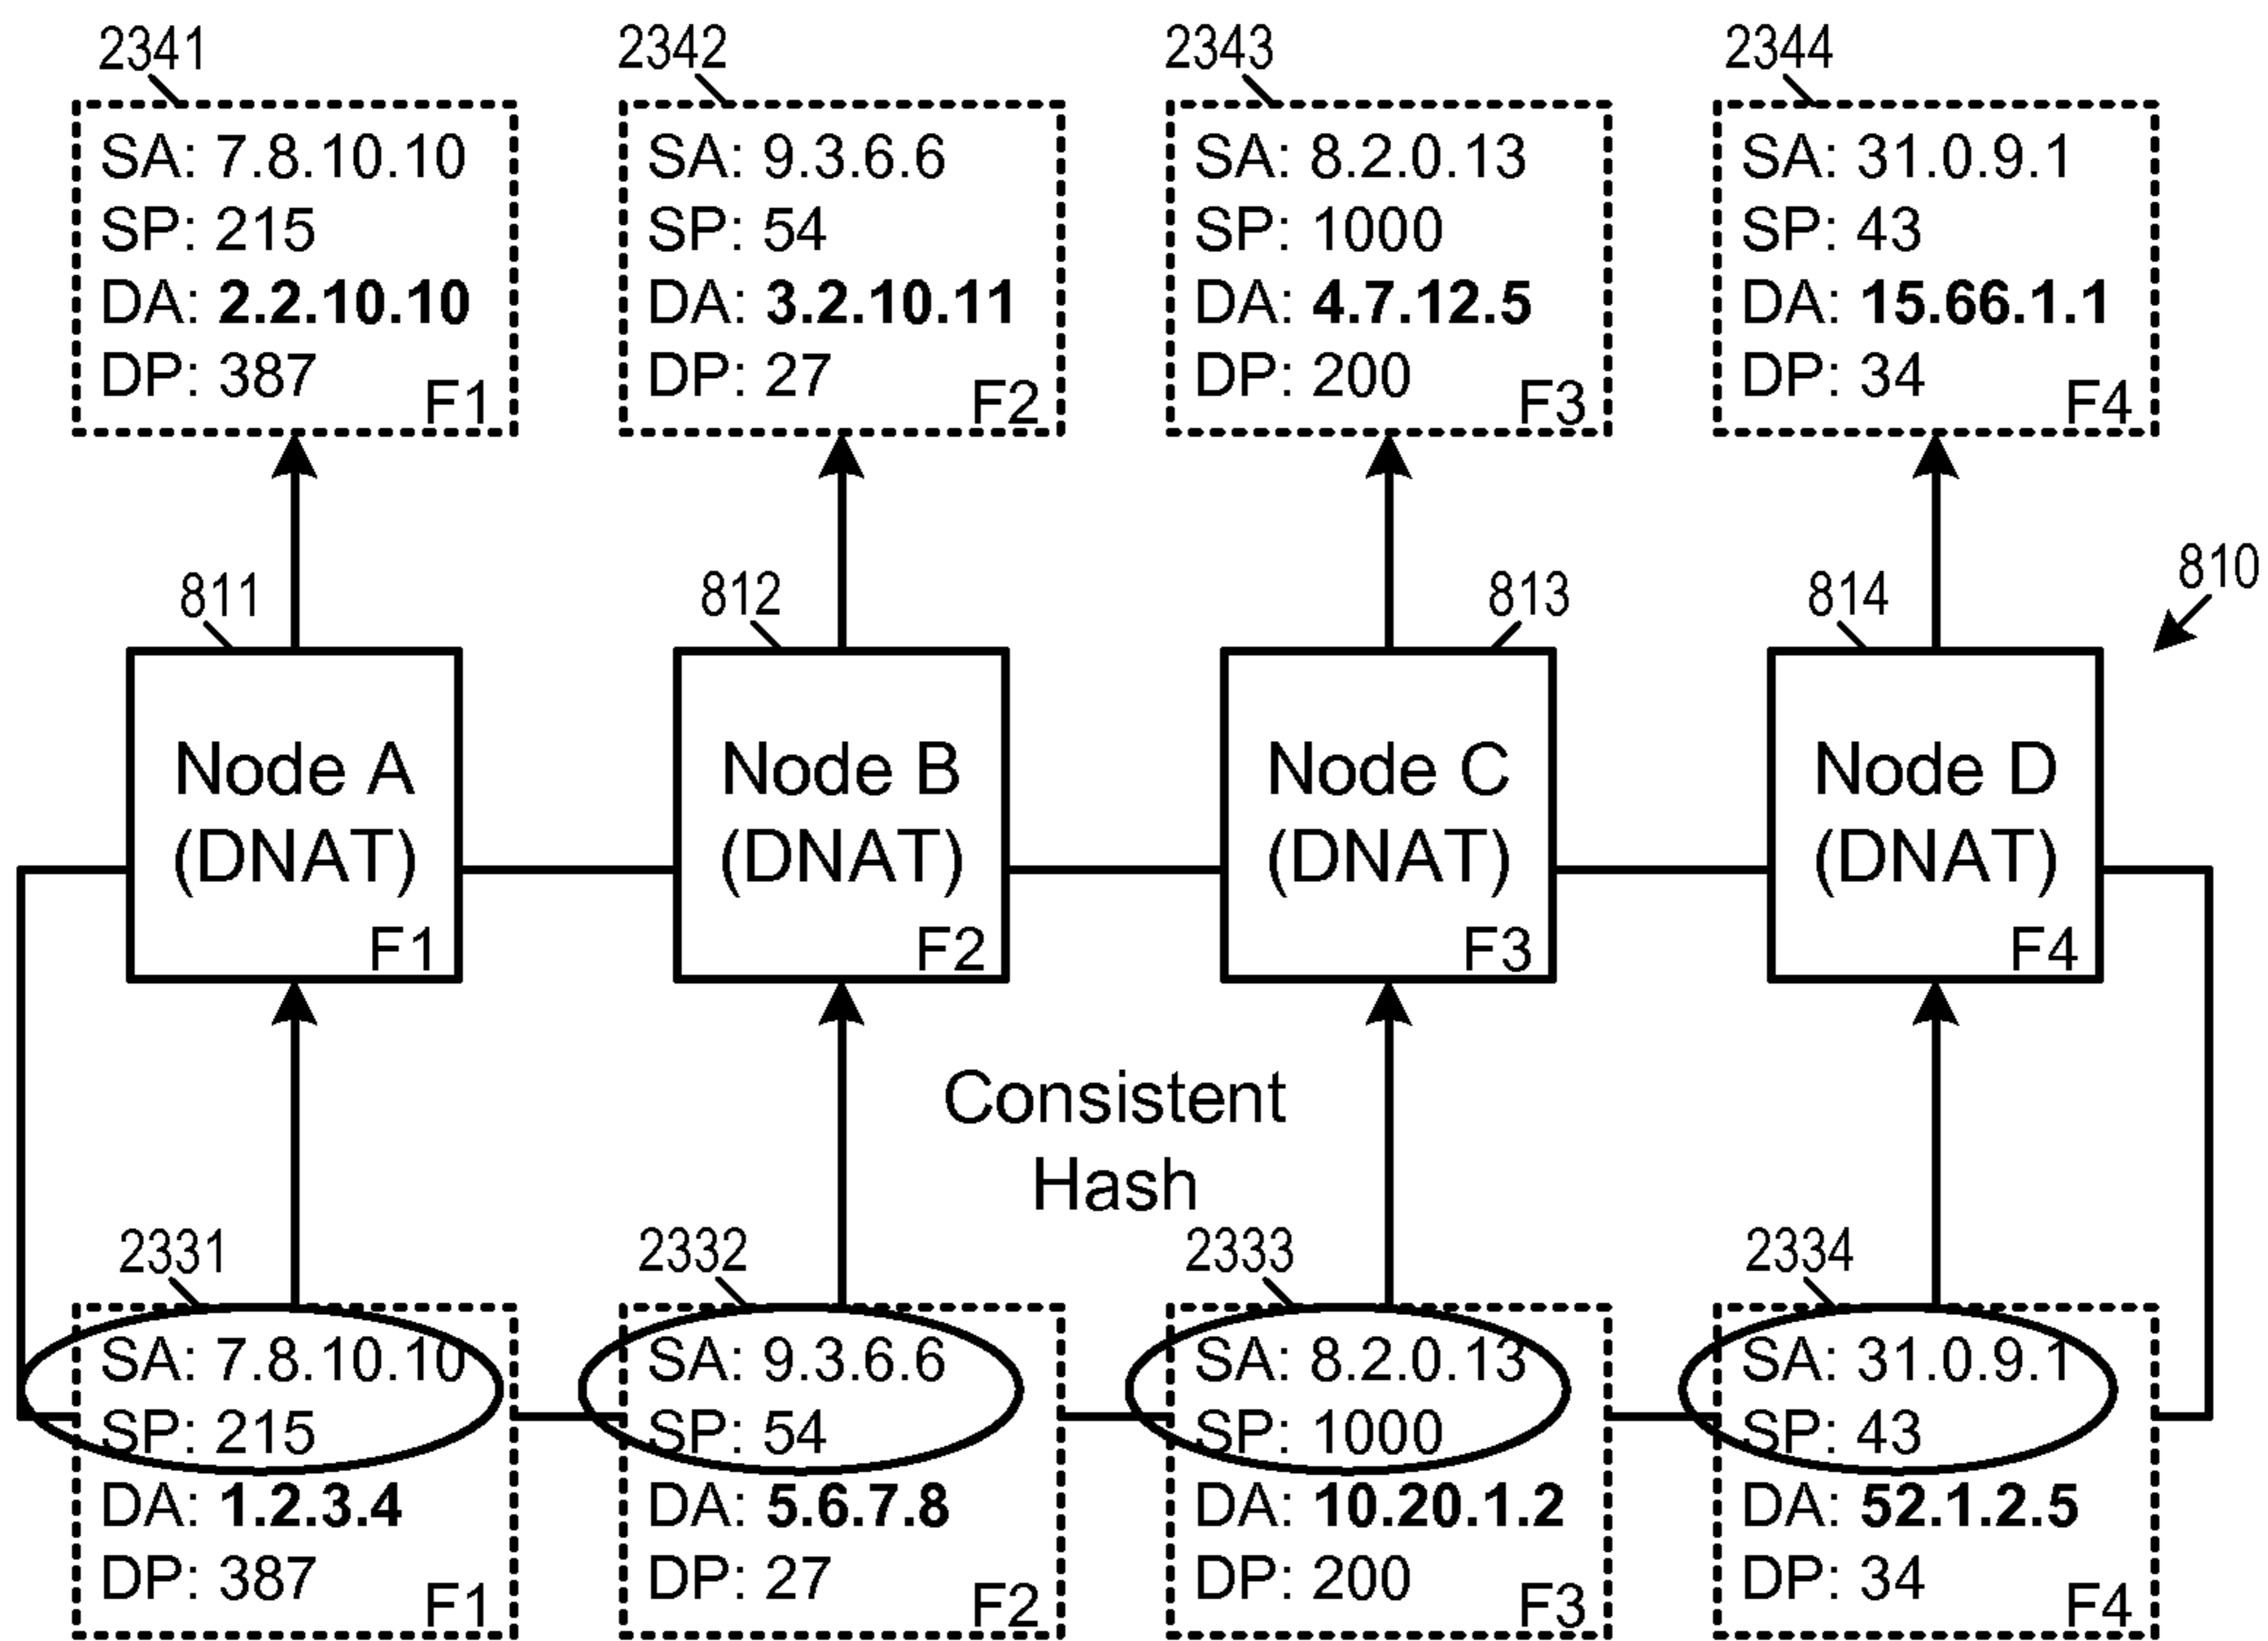 2341
2342
2343
2344
SA: 7.8.10.10
SP: 215
DA: 2.2.10.10
DP: 387
F1
SA: 9.3.6.6
SP: 54
DA: 3.2.10.11
DP: 27
F2
SA: 8.2.0.13
SP: 1000
DA: 4.7.12.5
DP: 200
F3
SA: 31.0.9.1
SP: 43
DA: 15.66.1.1
DP: 34
F4
811
812
813
814
810
Node A
(DNAT)
F1
Node B
(DNAT)
F2
Node C
(DNAT)
F3
Node D
(DNAT)
F4
Consistent
Hash
2331
2332
2333
2334
SA: 7.8.10.10
SP: 215
DA: 1.2.3.4
DP: 387
F1
SA: 9.3.6.6
SP: 54
DA: 5.6.7.8
DP: 27
F2
SA: 8.2.0.13
SP: 1000
DA: 10.20.1.2
DP: 200
F3
SA: 31.0.9.1
SP: 43
DA: 52.1.2.5
DP: 34
F4